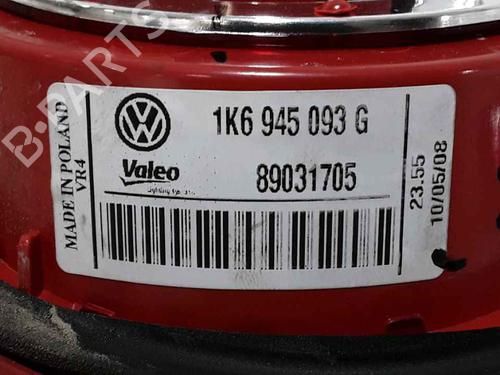 MADE IN POLAND
VR4
1K6 945 093 G
Valeo
89031705
23.55
10/05/08
B-PARTS